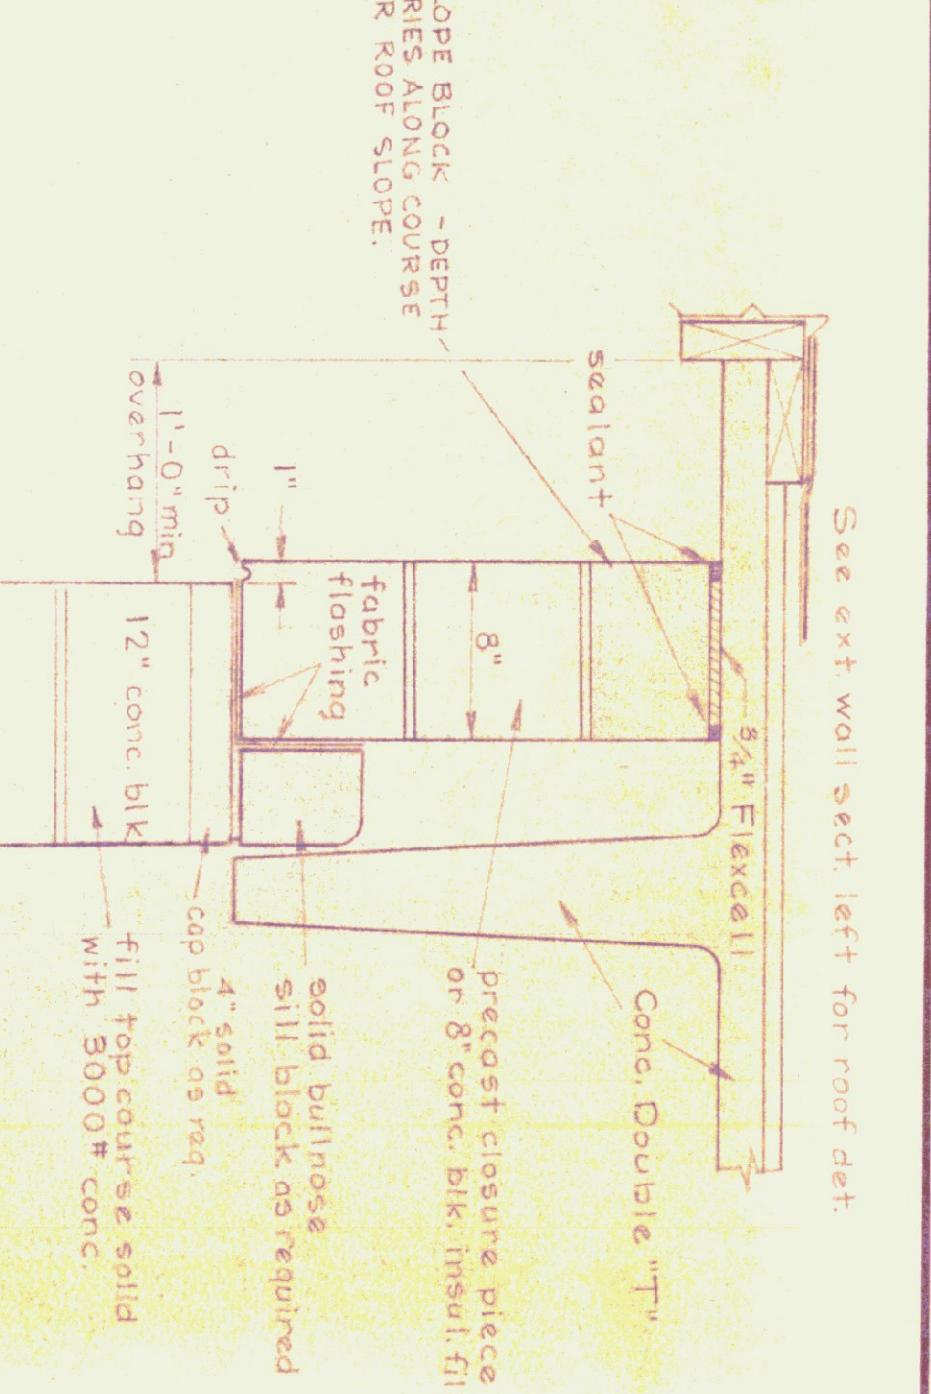 See ext. wall sect. left for roof det.
3/4" Flexcell
Conc. Double "T".
sealant
precast closure piece
or 8" conc. blk. insul. fil
8"
LOPE BLOCK - DEPTH
RIES ALONG COURSE
R ROOF SLOPE.
fabric
flashing
solid bullnose
sill block as required
1"
drip
4" solid
cap block as req.
1'-0" min
overhang
12" conc. blk
fill top course solid
with 3000# conc.